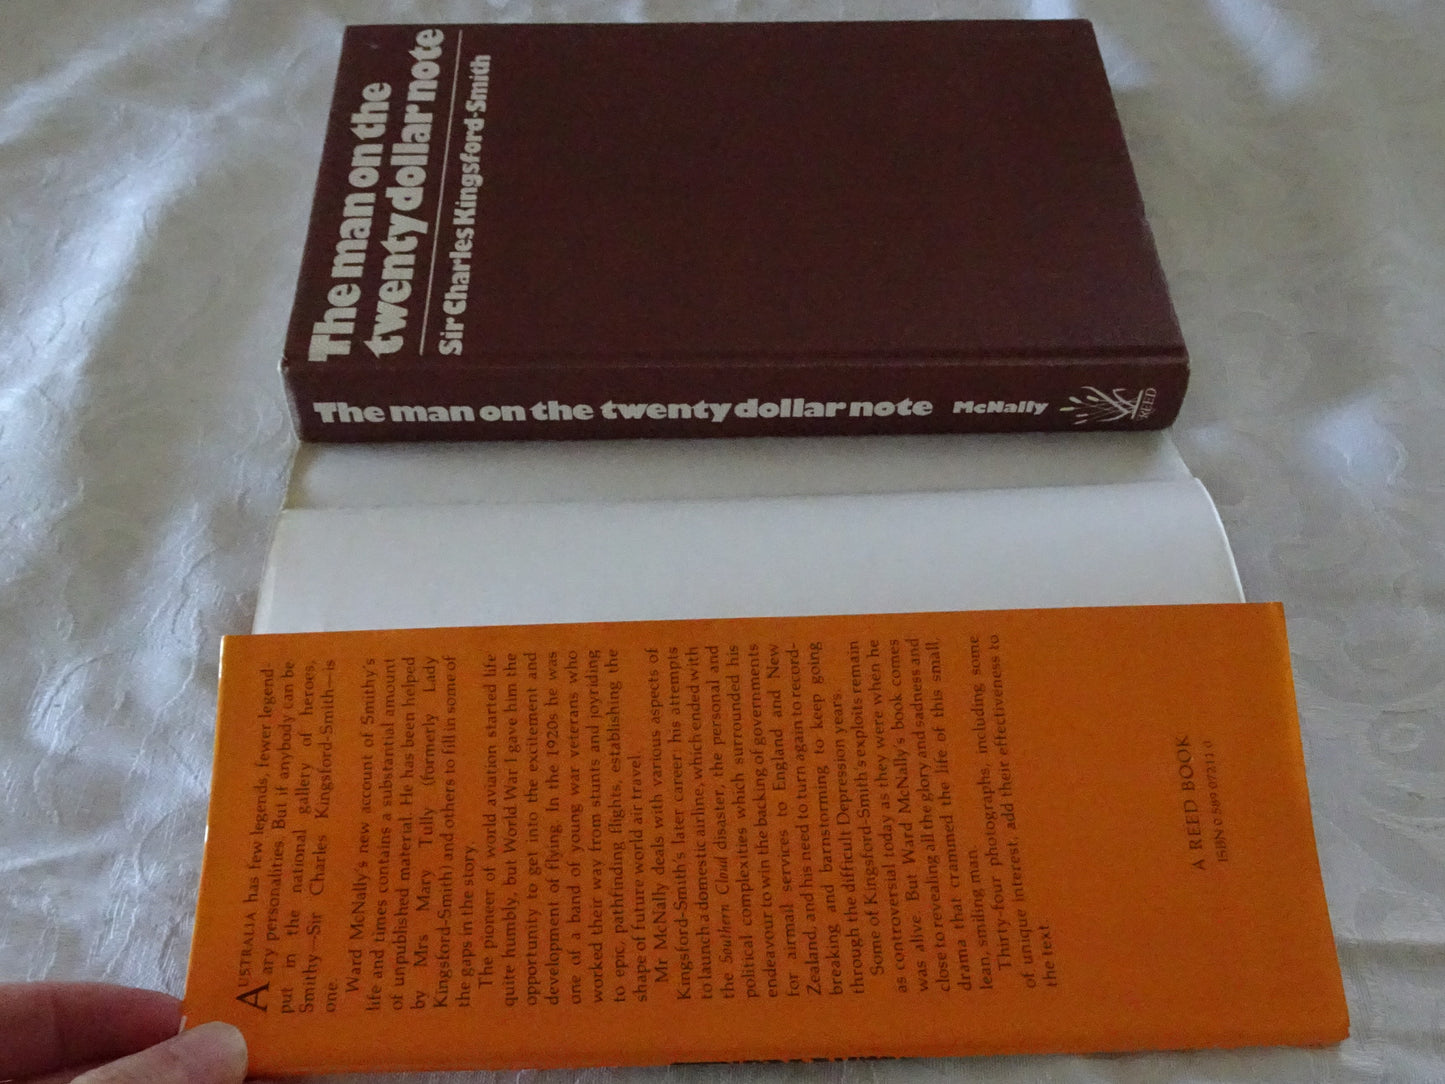 The man on the
twenty dollar note
Sir Charles Kingsford-Smith
The man on the twenty dollar note McNally REED
AUSTRALIA has few legends, fewer legend-
ary personalities. But if anybody can be
put in the national gallery of heroes,
Smithy—Sir Charles Kingsford-Smith—is
one.
Ward McNally's new account of Smithy's
life and times contains a substantial amount
of unpublished material. He has been helped
by Mrs Mary Tully (formerly Lady
Kingsford-Smith) and others to fill in some of
the gaps in the story.
The pioneer of world aviation started life
quite humbly, but World War I gave him the
opportunity to get into the excitement and
development of flying. In the 1920s he was
one of a band of young war veterans who
worked their way from stunts and joyriding
to epic, pathfinding flights, establishing the
shape of future world air travel.
Mr McNally deals with various aspects of
Kingsford-Smith's later career: his attempts
to launch a domestic airline, which ended with
the Southern Cloud disaster, the personal and
political complexities which surrounded his
endeavour to win the backing of governments
for airmail services to England and New
Zealand, and his need to turn again to record-
breaking and barnstorming to keep going
through the difficult Depression years.
Some of Kingsford-Smith's exploits remain
as controversial today as they were when he
was alive. But Ward McNally's book comes
close to revealing all the glory and sadness and
drama that crammed the life of this small,
lean, smiling man.
Thirty-four photographs, including some
of unique interest, add their effectiveness to
the text.
A REED BOOK
ISBN 0 589 07211 0